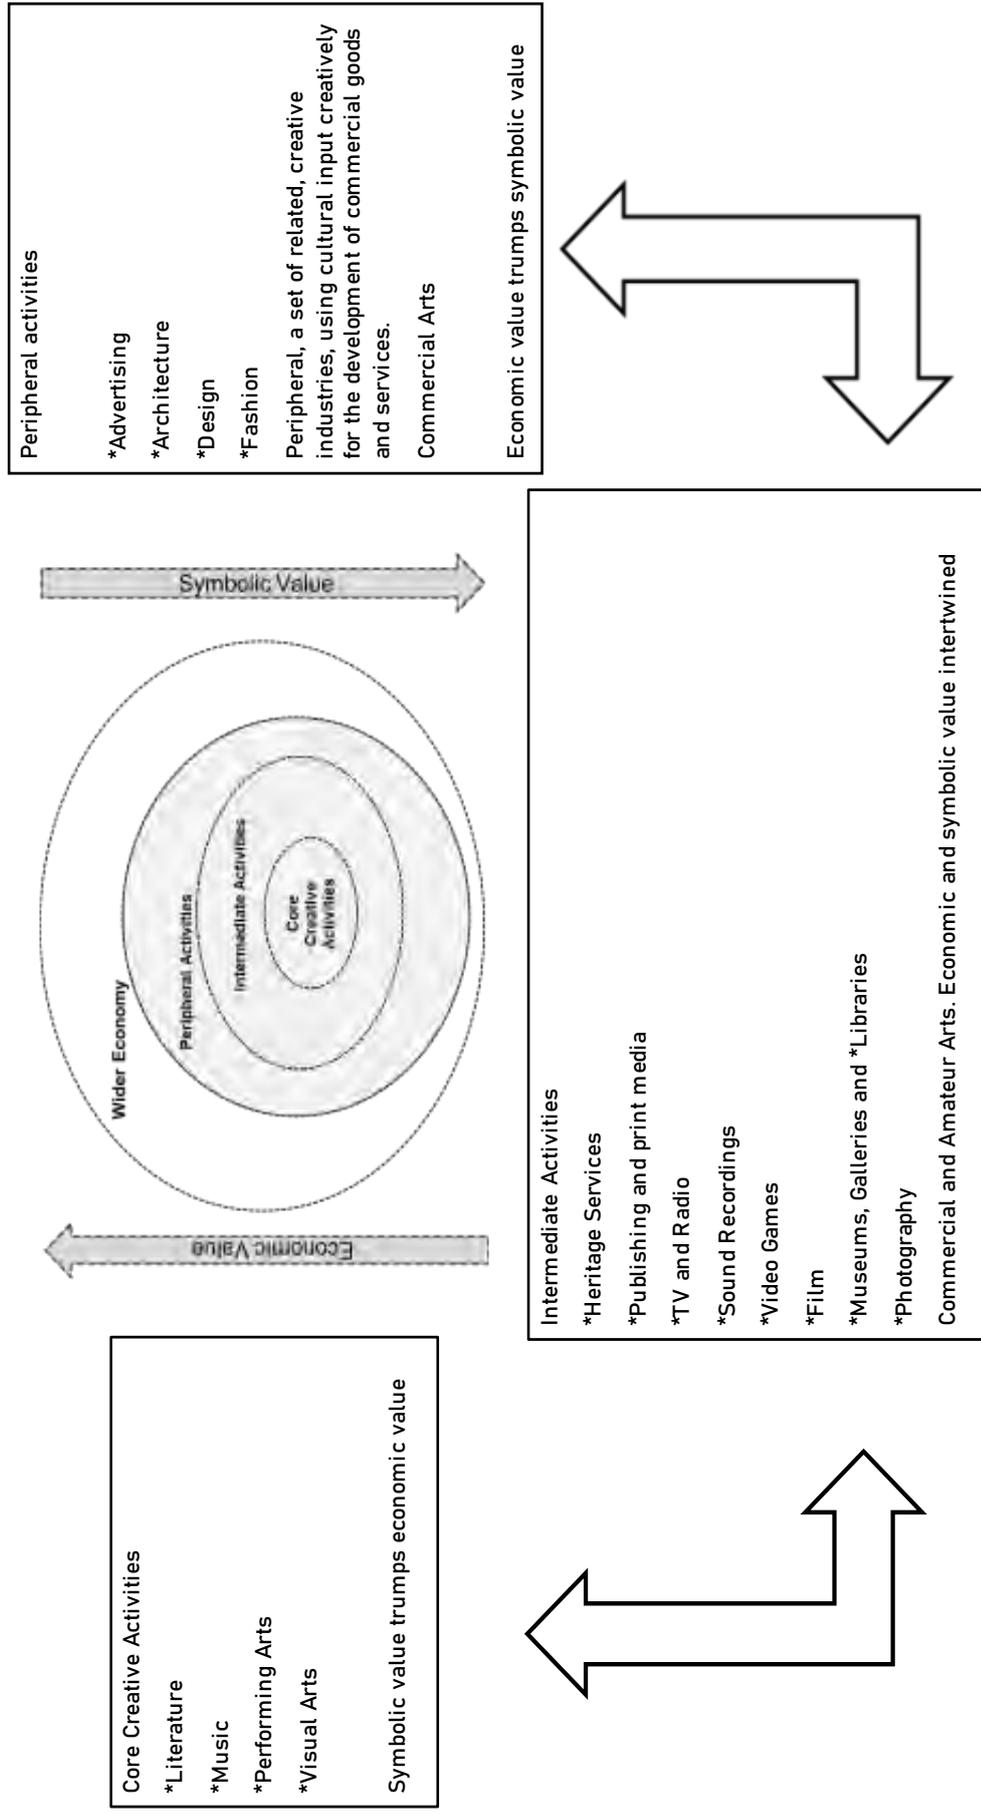 Core Creative Activities
*Literature
*Music
*Performing Arts
*Visual Arts
Symbolic value trumps economic value
Economic Value
Wider Economy
Peripheral Activities
Intermediate Activities
Core
Creative
Activities
Symbolic Value
Peripheral activities
*Advertising
*Architecture
*Design
*Fashion
Peripheral, a set of related, creative
industries, using cultural input creatively
for the development of commercial goods
and services.
Commercial Arts
Economic value trumps symbolic value
Intermediate Activities
*Heritage Services
*Publishing and print media
*TV and Radio
*Sound Recordings
*Video Games
*Film
*Museums, Galleries and *Libraries
*Photography
Commercial and Amateur Arts. Economic and symbolic value intertwined